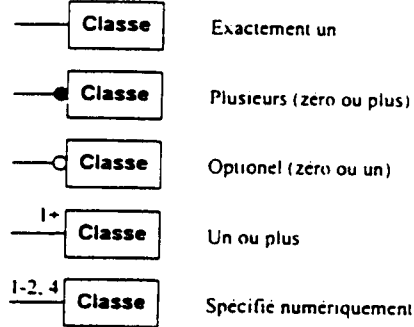 Classe Exactement un
Classe Plusieurs (zéro ou plus)
Classe Optionel (zéro ou un)
1+ Classe Un ou plus
1-2, 4 Classe Spécifié numériquement